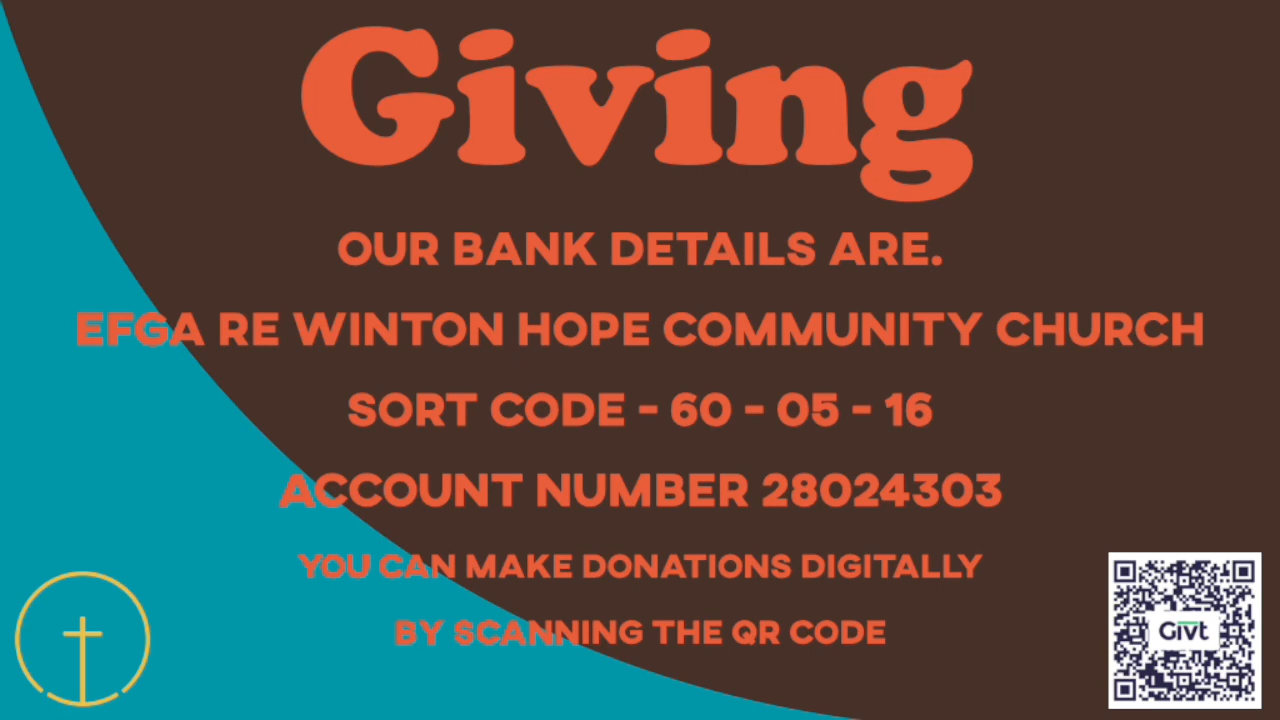 Giving
OUR BANK DETAILS ARE.
EFGA RE WINTON HOPE COMMUNITY CHURCH
SORT CODE - 60 - 05 - 16
ACCOUNT NUMBER 28024303
YOU CAN MAKE DONATIONS DIGITALLY
BY SCANNING THE QR CODE
Givt